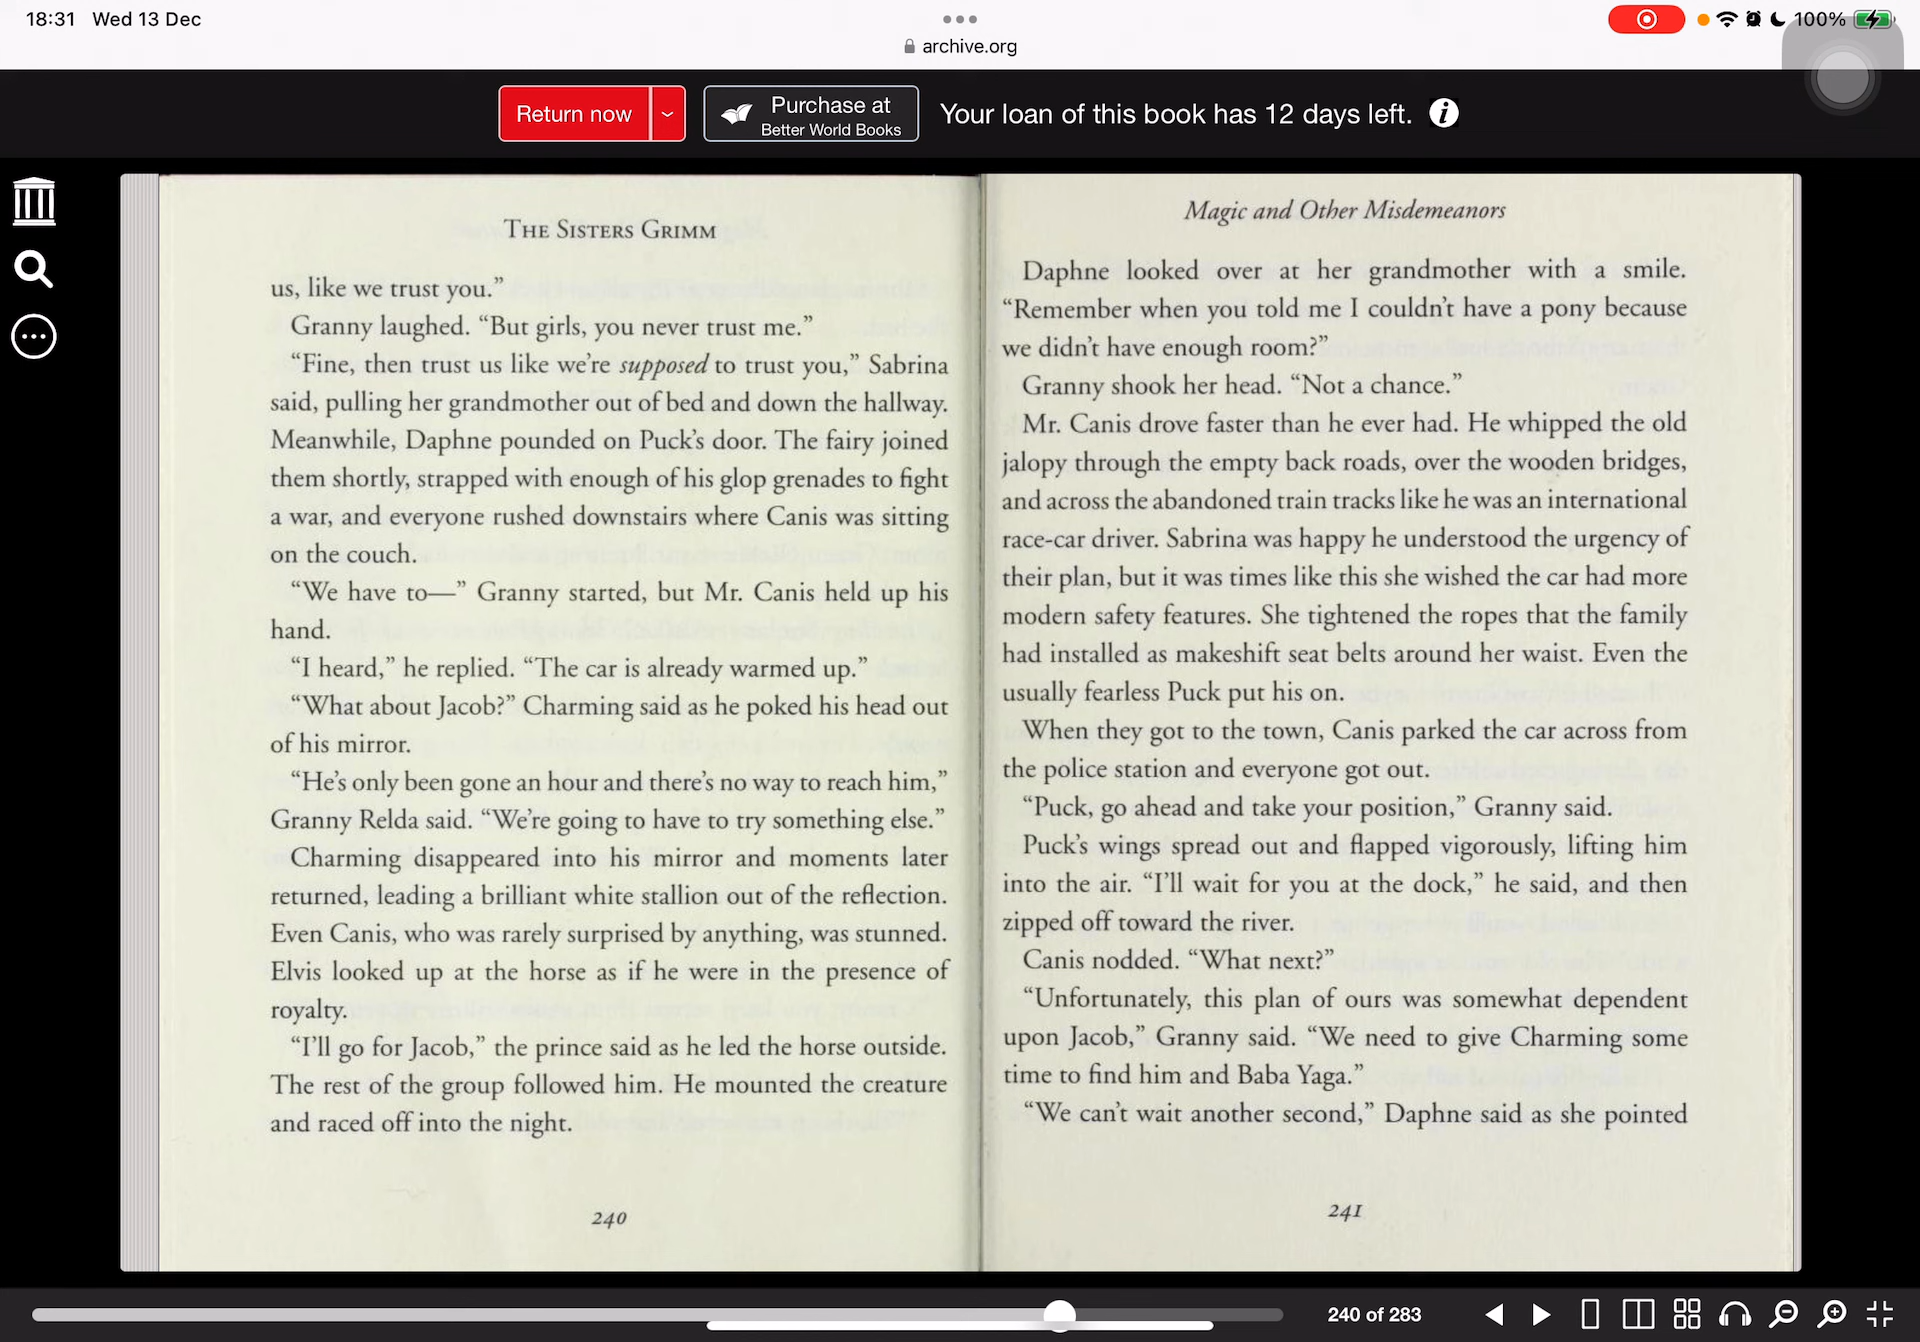 18:31 Wed 13 Dec
100%
archive.org
Return now
Purchase at
Better World Books
Your loan of this book has 12 days left.
THE SISTERS GRIMM
us, like we trust you.”
Granny laughed. “But girls, you never trust me.”
“Fine, then trust us like we’re supposed to trust you,” Sabrina
said, pulling her grandmother out of bed and down the hallway.
Meanwhile, Daphne pounded on Puck’s door. The fairy joined
them shortly, strapped with enough of his glop grenades to fight
a war, and everyone rushed downstairs where Canis was sitting
on the couch.
“We have to—” Granny started, but Mr. Canis held up his
hand.
“I heard,” he replied. “The car is already warmed up.”
“What about Jacob?” Charming said as he poked his head out
of his mirror.
“He’s only been gone an hour and there’s no way to reach him,”
Granny Relda said. “We’re going to have to try something else.”
Charming disappeared into his mirror and moments later
returned, leading a brilliant white stallion out of the reflection.
Even Canis, who was rarely surprised by anything, was stunned.
Elvis looked up at the horse as if he were in the presence of
royalty.
“I’ll go for Jacob,” the prince said as he led the horse outside.
The rest of the group followed him. He mounted the creature
and raced off into the night.
240
Magic and Other Misdemeanors
Daphne looked over at her grandmother with a smile.
“Remember when you told me I couldn’t have a pony because
we didn’t have enough room?”
Granny shook her head. “Not a chance.”
Mr. Canis drove faster than he ever had. He whipped the old
jalopy through the empty back roads, over the wooden bridges,
and across the abandoned train tracks like he was an international
race-car driver. Sabrina was happy he understood the urgency of
their plan, but it was times like this she wished the car had more
modern safety features. She tightened the ropes that the family
had installed as makeshift seat belts around her waist. Even the
usually fearless Puck put his on.
When they got to the town, Canis parked the car across from
the police station and everyone got out.
“Puck, go ahead and take your position,” Granny said.
Puck’s wings spread out and flapped vigorously, lifting him
into the air. “I’ll wait for you at the dock,” he said, and then
zipped off toward the river.
Canis nodded. “What next?”
“Unfortunately, this plan of ours was somewhat dependent
upon Jacob,” Granny said. “We need to give Charming some
time to find him and Baba Yaga.”
“We can’t wait another second,” Daphne said as she pointed
241
240 of 283